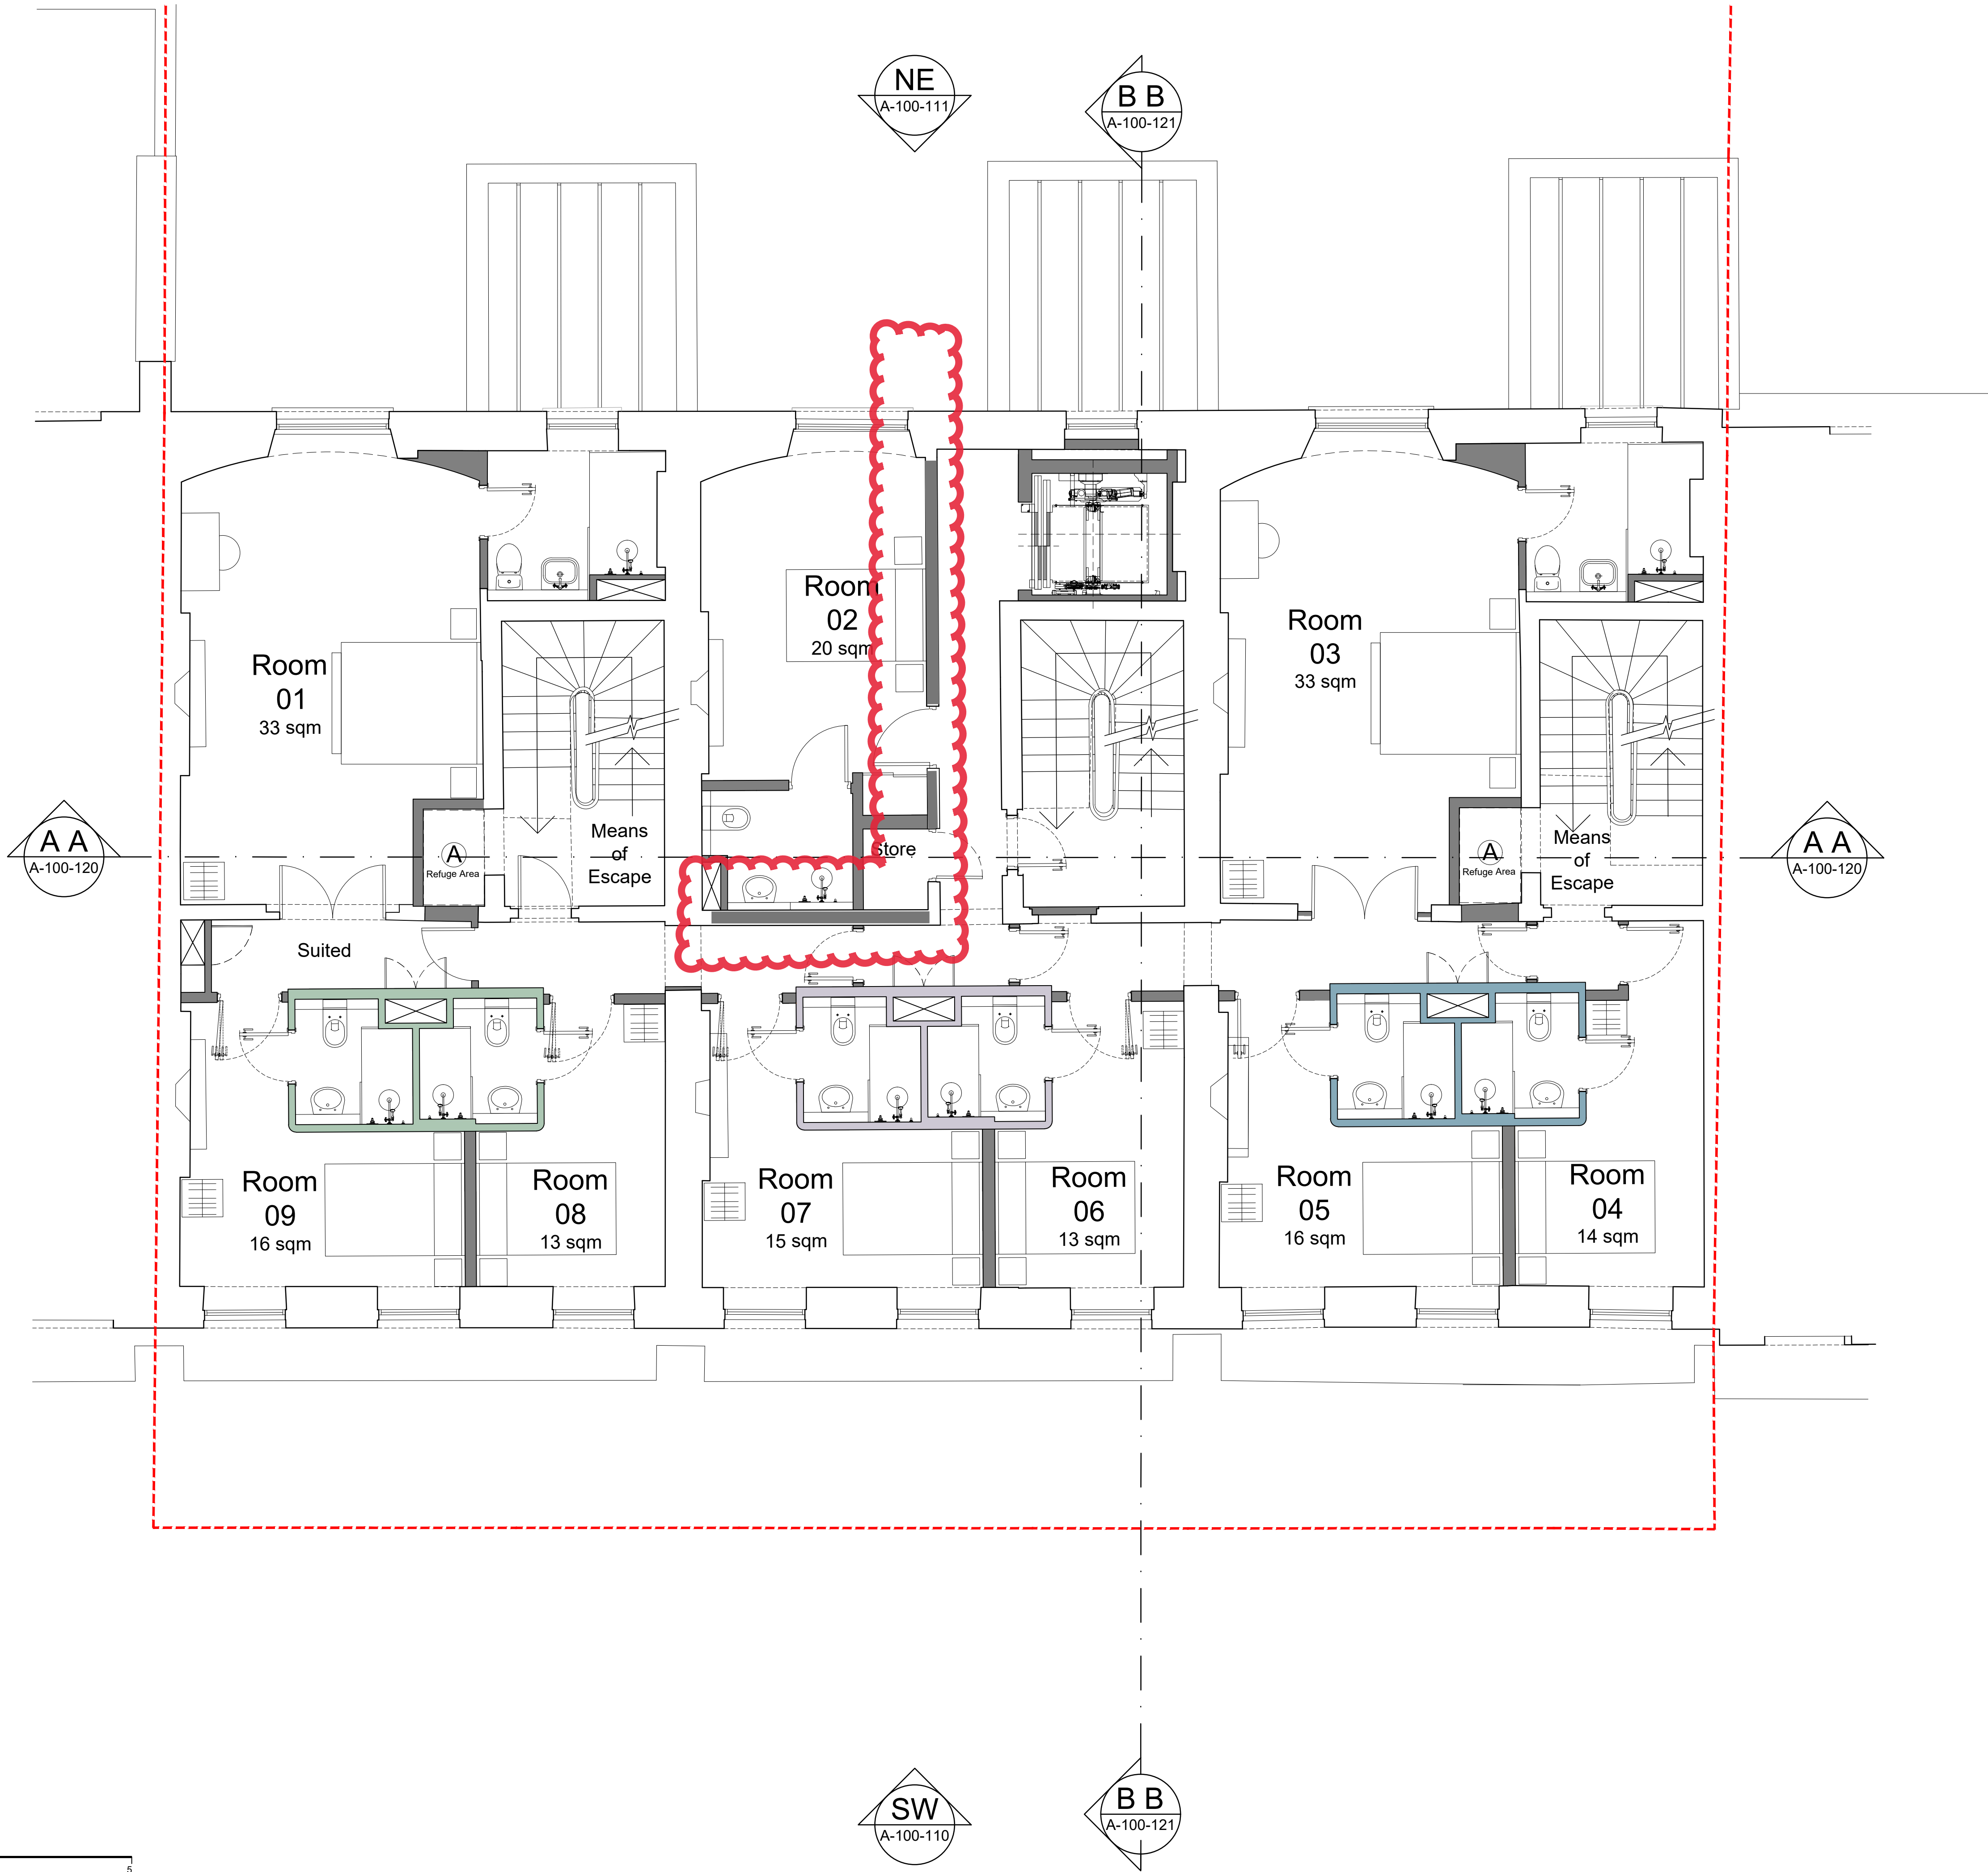 NE
A-100-111
B B
A-100-121
Room
01
33 sqm
Room
02
20 sqm
Room
03
33 sqm
Means
of
Escape
A
Refuge Area
Store
Means
of
Escape
A
Refuge Area
A A
A-100-120
A A
A-100-120
Suited
Room
09
16 sqm
Room
08
13 sqm
Room
07
15 sqm
Room
06
13 sqm
Room
05
16 sqm
Room
04
14 sqm
SW
A-100-110
B B
A-100-121
5